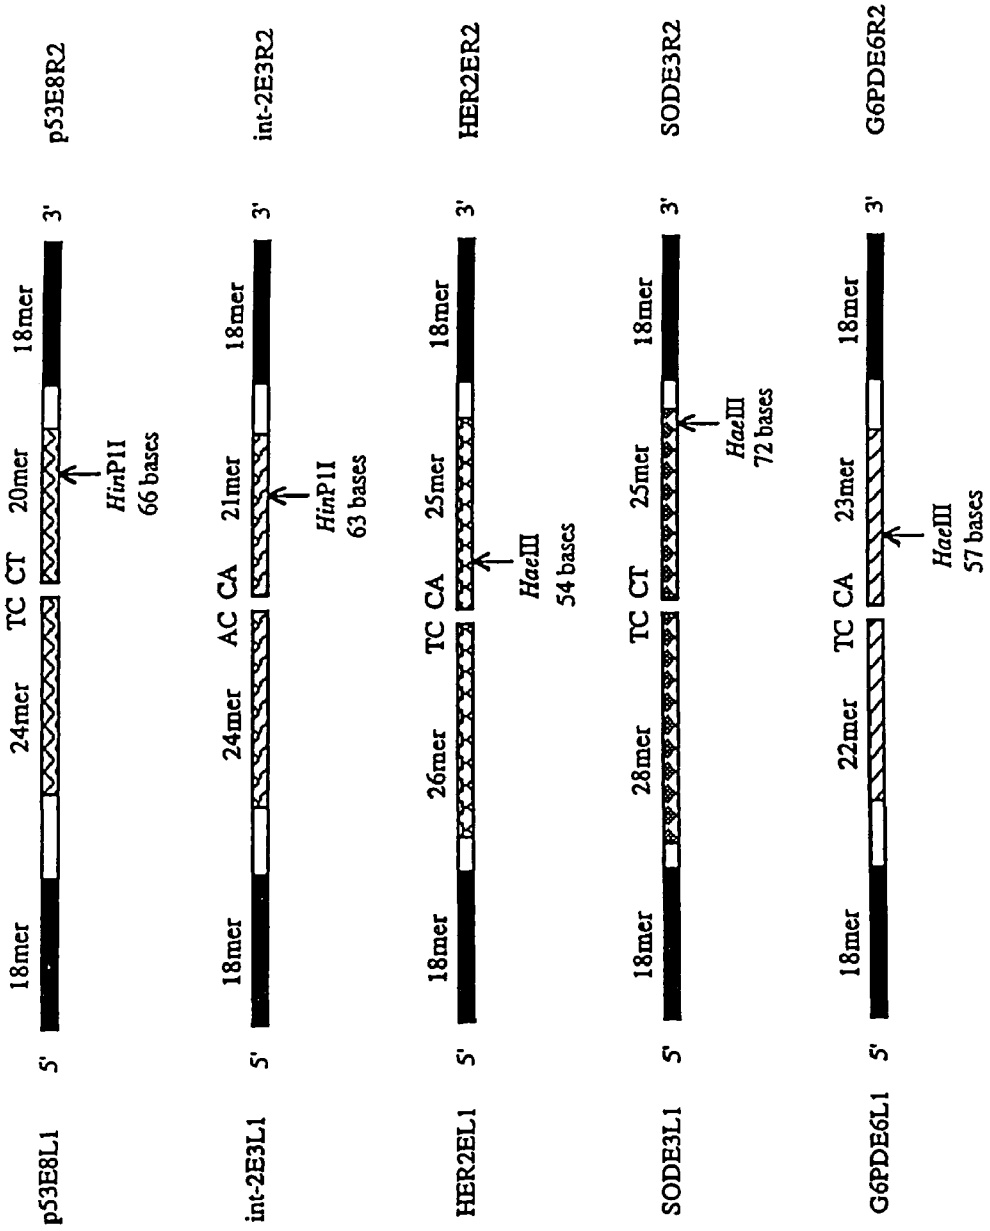 p53E8L1 5' 18mer 24mer TC CT 20mer 18mer 3' p53E8R2
HinP1I
66 bases
int-2E3L1 5' 18mer 24mer AC CA 21mer 18mer 3' int-2E3R2
HinP1I
63 bases
HER2EL1 5' 18mer 26mer TC CA 25mer 18mer 3' HER2ER2
HaeIII
54 bases
SODE3L1 5' 18mer 28mer TC CT 25mer 18mer 3' SODE3R2
HaeIII
72 bases
G6PDE6L1 5' 18mer 22mer TC CA 23mer 18mer 3' G6PDE6R2
HaeIII
57 bases